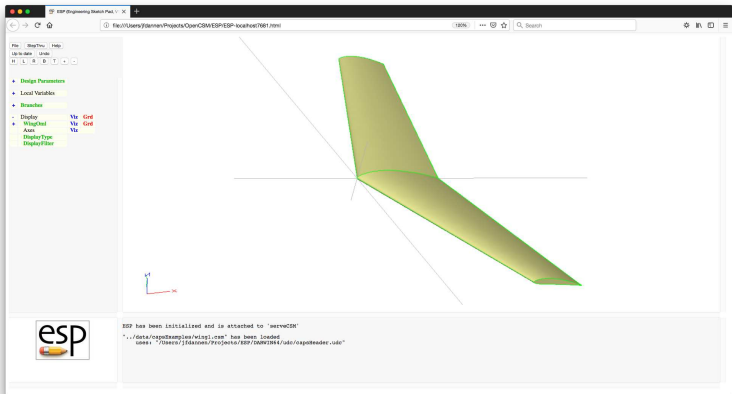 ESP (Engineering Sketch Pad, V
file:///Users/jfdannen/Projects/OpenCSM/ESP/ESP-localhost7681.html
100%
Search
File StepThru Help
Up to date Undo
H L R B T + -
+ Design Parameters
+ Local Variables
+ Branches
- Display Viz Grd
+ WingOml Viz Grd
Axes Viz
DisplayType
DisplayFilter
esp
ESP has been initialized and is attached to 'serveCSM'
"../data/capsExamples/wing1.csm" has been loaded
uses: "/Users/jfdannen/Projects/ESP/DARWIN64/udc/capsHeader.udc"